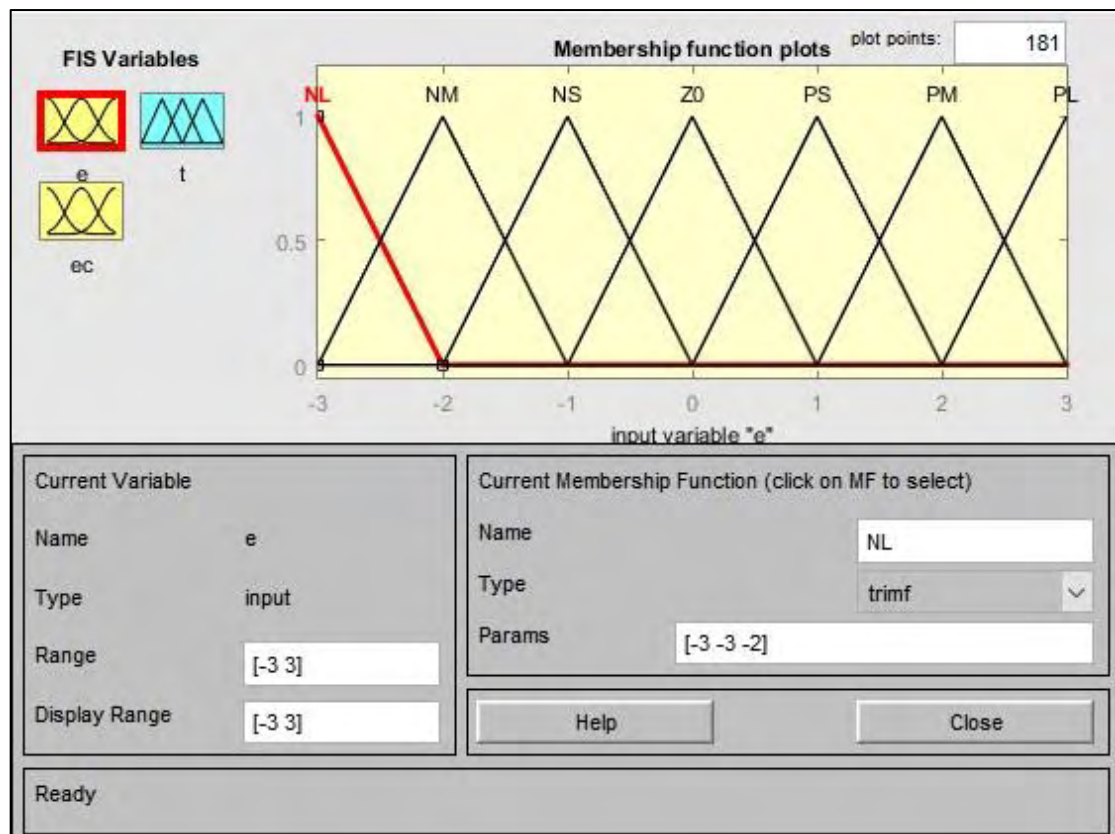 FIS Variables
e
t
ec
Membership function plots
plot points:
181
NL NM NS Z0 PS PM PL
1
0.5
0
-3 -2 -1 0 1 2 3
input variable "e"
Current Variable
Name e
Type input
Range [-3 3]
Display Range [-3 3]
Current Membership Function (click on MF to select)
Name NL
Type trimf
Params [-3 -3 -2]
Help Close
Ready